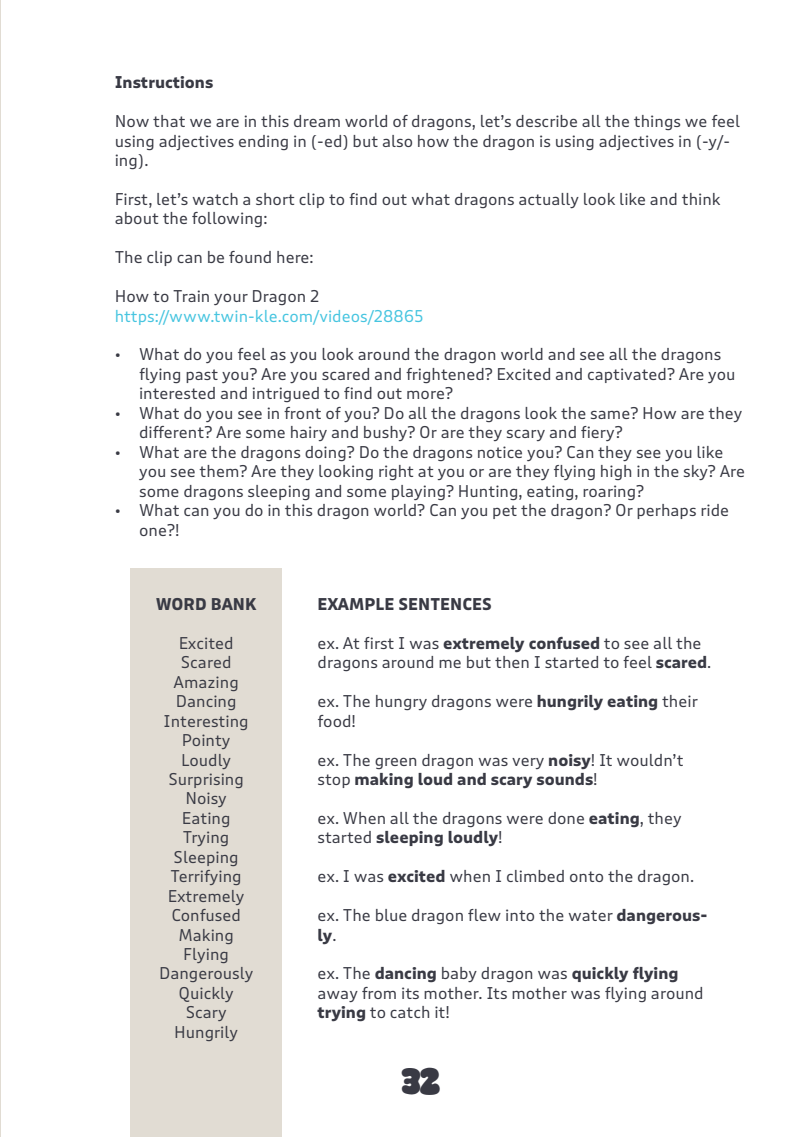 Instructions
Now that we are in this dream world of dragons, let's describe all the things we feel
using adjectives ending in (-ed) but also how the dragon is using adjectives in (-y/-
ing).
First, let's watch a short clip to find out what dragons actually look like and think
about the following:
The clip can be found here:
How to Train your Dragon 2
https://www.twin-kle.com/videos/28865
• What do you feel as you look around the dragon world and see all the dragons
flying past you? Are you scared and frightened? Excited and captivated? Are you
interested and intrigued to find out more?
• What do you see in front of you? Do all the dragons look the same? How are they
different? Are some hairy and bushy? Or are they scary and fiery?
• What are the dragons doing? Do the dragons notice you? Can they see you like
you see them? Are they looking right at you or are they flying high in the sky? Are
some dragons sleeping and some playing? Hunting, eating, roaring?
• What can you do in this dragon world? Can you pet the dragon? Or perhaps ride
one?!
WORD BANK
Excited
Scared
Amazing
Dancing
Interesting
Pointy
Loudly
Surprising
Noisy
Eating
Trying
Sleeping
Terrifying
Extremely
Confused
Making
Flying
Dangerously
Quickly
Scary
Hungrily
EXAMPLE SENTENCES
ex. At first I was extremely confused to see all the
dragons around me but then I started to feel scared.
ex. The hungry dragons were hungrily eating their
food!
ex. The green dragon was very noisy! It wouldn't
stop making loud and scary sounds!
ex. When all the dragons were done eating, they
started sleeping loudly!
ex. I was excited when I climbed onto the dragon.
ex. The blue dragon flew into the water dangerous-
ly.
ex. The dancing baby dragon was quickly flying
away from its mother. Its mother was flying around
trying to catch it!
32